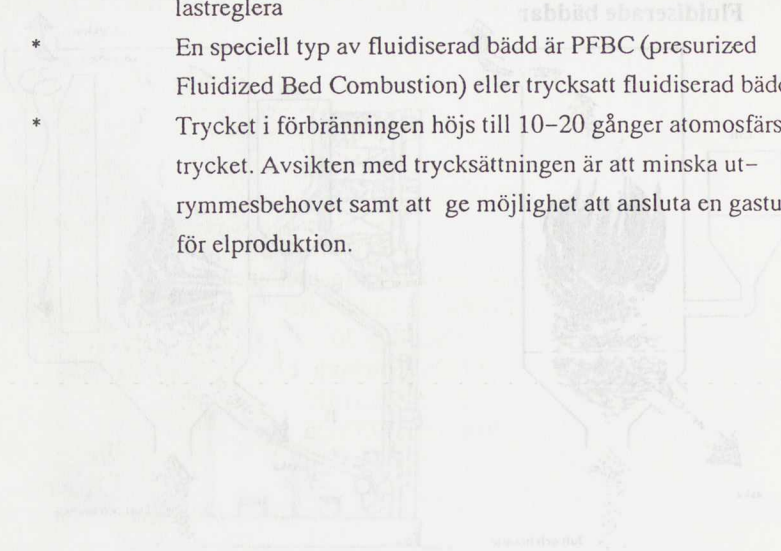 lastreglera
* En speciell typ av fluidiserad bädd är PFBC (presurized
Fluidized Bed Combustion) eller trycksatt fluidiserad bädd
* Trycket i förbränningen höjs till 10–20 gånger atomosfärs
trycket. Avsikten med trycksättningen är att minska ut–
rymmesbehovet samt att ge möjlighet att ansluta en gastu
för elproduktion.
Fluidiserade bäddar